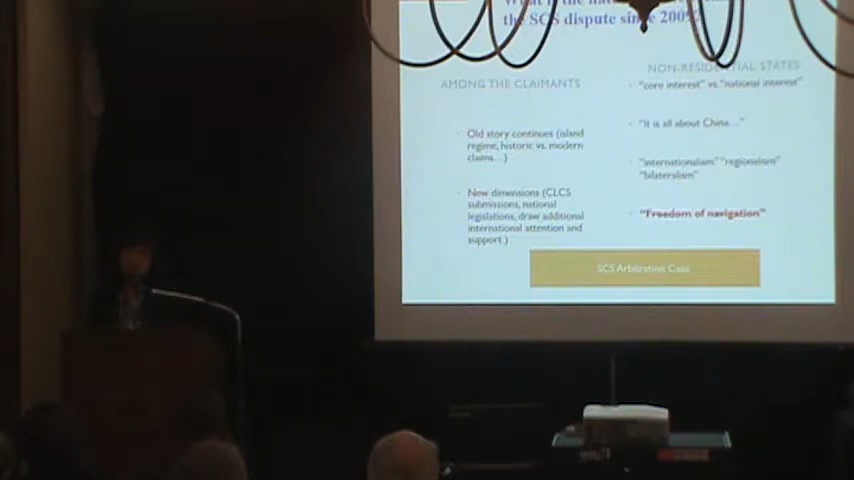 the SCS dispute since 200
AMONG THE CLAIMANTS
Old story continues (island
regime, historic vs. modern
claims…)
New dimensions (CLCS
submissions, national
legislations, draw additional
international attention and
support )
NON-RESIDENTIAL STATES
"core interest" vs. "national interest"
"It is all about China…"
"internationalism" "regionalism"
"bilateralism"
"Freedom of navigation"
SCS Arbitration Case